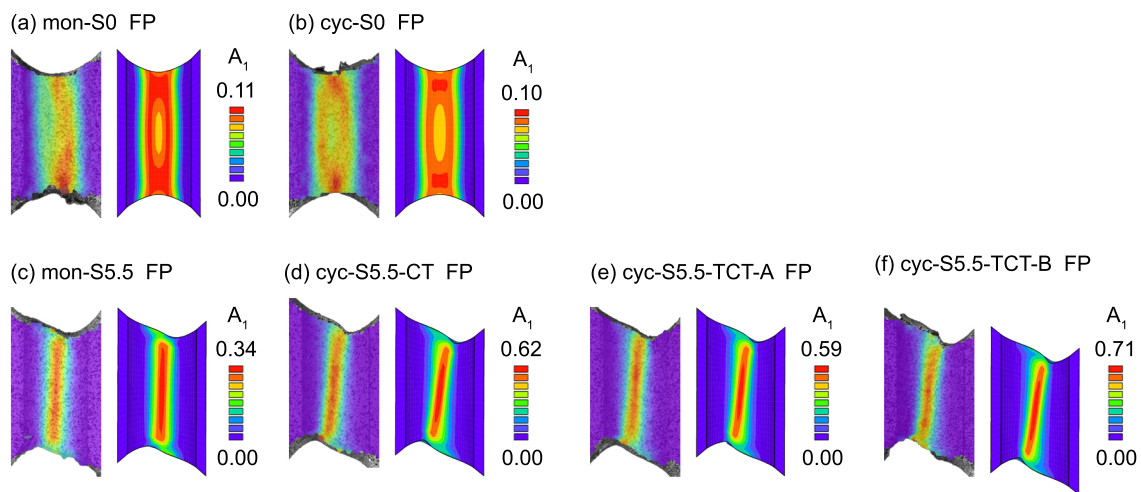 (a) mon-S0 FP
(b) cyc-S0 FP
A1
0.11
0.00
A1
0.10
0.00
(c) mon-S5.5 FP
(d) cyc-S5.5-CT FP
(e) cyc-S5.5-TCT-A FP
(f) cyc-S5.5-TCT-B FP
A1
0.34
0.00
A1
0.62
0.00
A1
0.59
0.00
A1
0.71
0.00